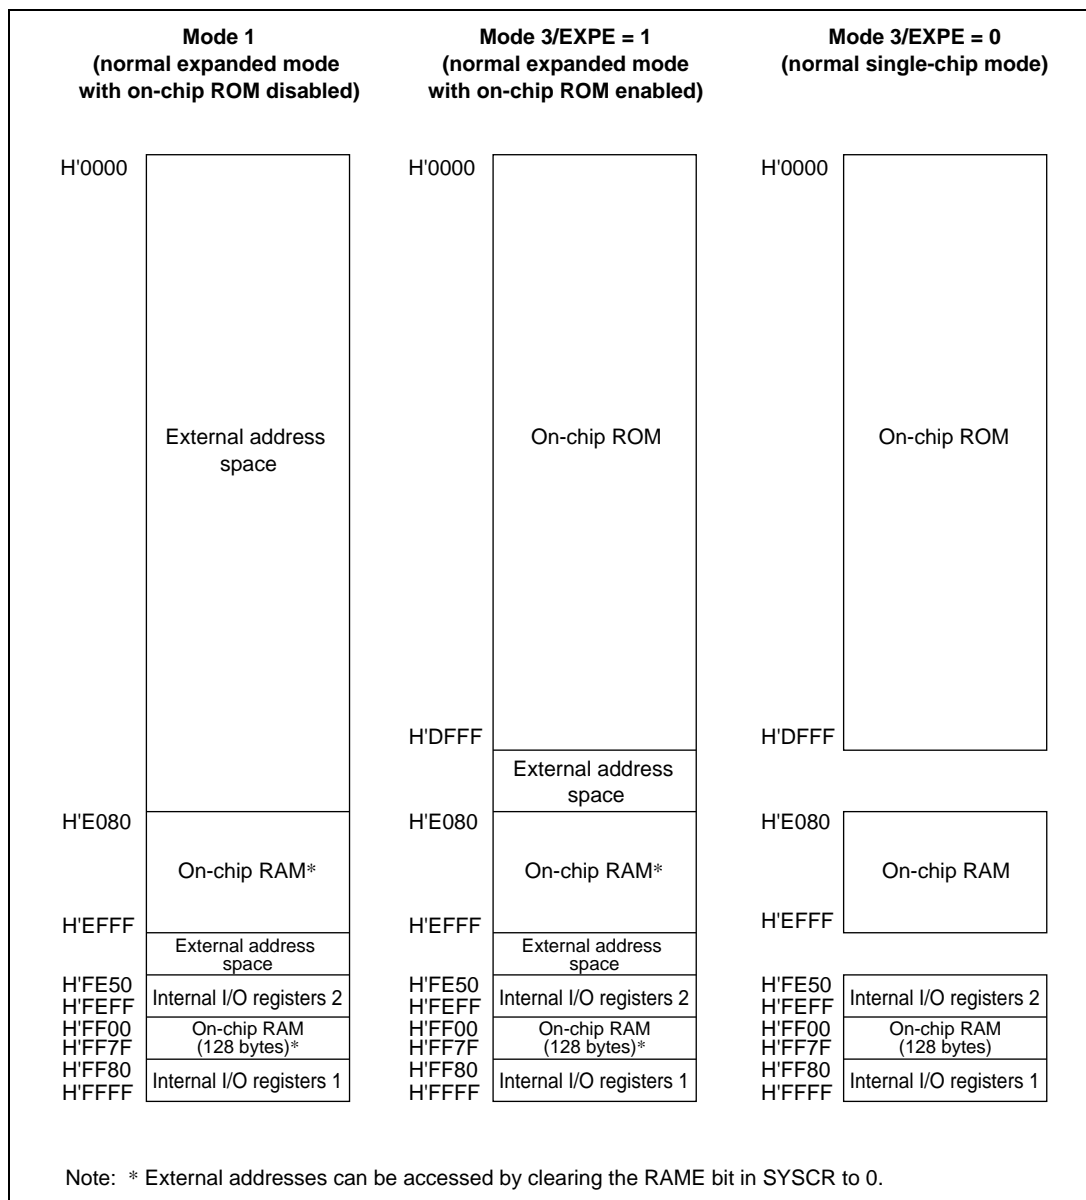 Mode 1
(normal expanded mode
with on-chip ROM disabled)
H'0000
External address
space
H'E080
On-chip RAM*
H'EFFF
External address
space
H'FE50
H'FEFF
Internal I/O registers 2
H'FF00
H'FF7F
On-chip RAM
(128 bytes)*
H'FF80
H'FFFF
Internal I/O registers 1
Mode 3/EXPE = 1
(normal expanded mode
with on-chip ROM enabled)
H'0000
On-chip ROM
H'DFFF
External address
space
H'E080
On-chip RAM*
H'EFFF
External address
space
H'FE50
H'FEFF
Internal I/O registers 2
H'FF00
H'FF7F
On-chip RAM
(128 bytes)*
H'FF80
H'FFFF
Internal I/O registers 1
Mode 3/EXPE = 0
(normal single-chip mode)
H'0000
On-chip ROM
H'DFFF
H'E080
On-chip RAM
H'EFFF
H'FE50
H'FEFF
Internal I/O registers 2
H'FF00
H'FF7F
On-chip RAM
(128 bytes)
H'FF80
H'FFFF
Internal I/O registers 1
Note: * External addresses can be accessed by clearing the RAME bit in SYSCR to 0.